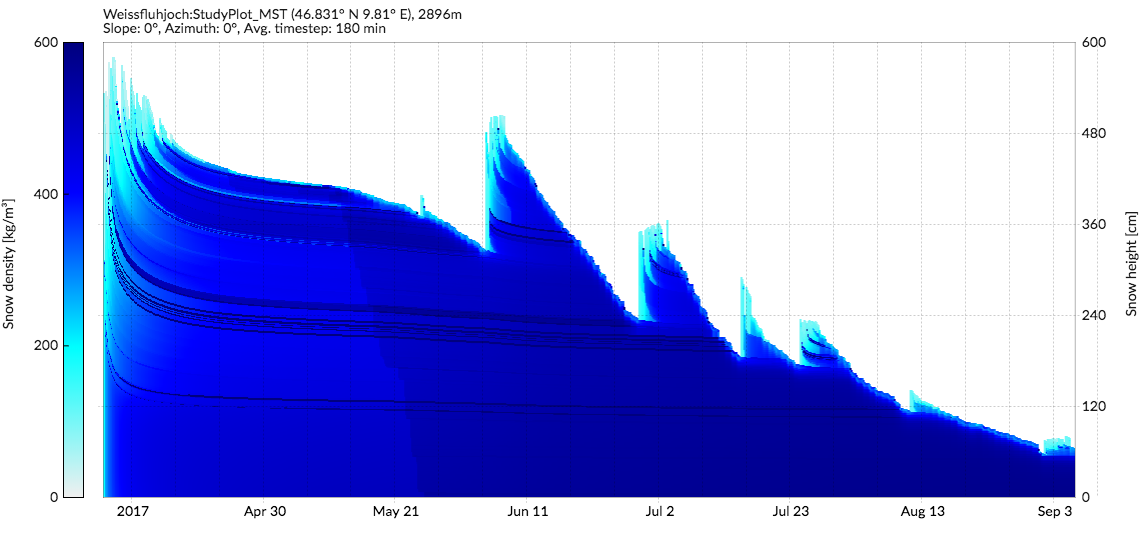 Weissfluhjoch:StudyPlot_MST (46.831° N 9.81° E), 2896m
Slope: 0°, Azimuth: 0°, Avg. timestep: 180 min
600
400
200
0
Snow density [kg/m³]
600
480
360
240
120
0
Snow height [cm]
2017
Apr 30
May 21
Jun 11
Jul 2
Jul 23
Aug 13
Sep 3